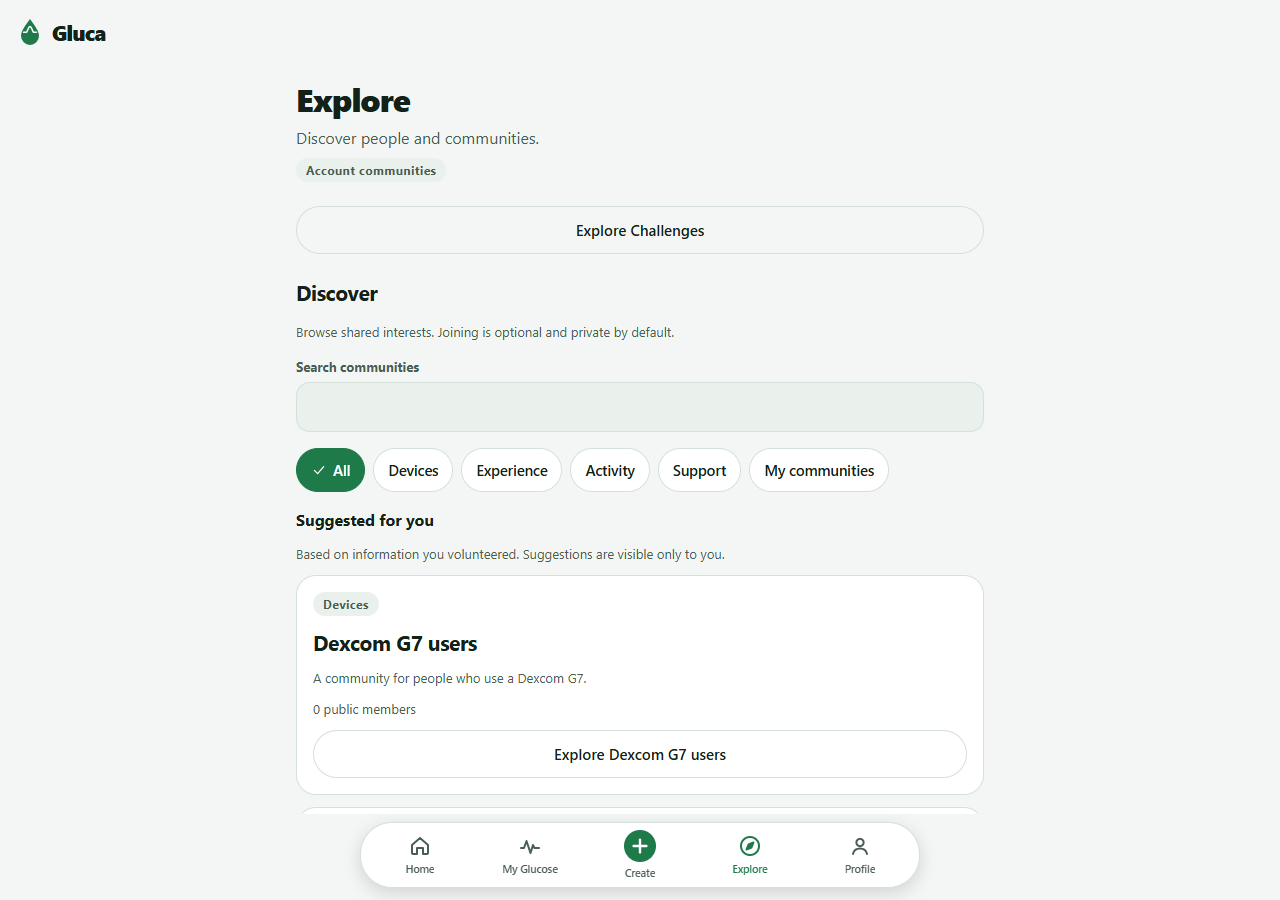 Gluca
Explore
Discover people and communities.
Account communities
Explore Challenges
Discover
Browse shared interests. Joining is optional and private by default.
Search communities
All
Devices
Experience
Activity
Support
My communities
Suggested for you
Based on information you volunteered. Suggestions are visible only to you.
Devices
Dexcom G7 users
A community for people who use a Dexcom G7.
0 public members
Explore Dexcom G7 users
Home
My Glucose
Create
Explore
Profile